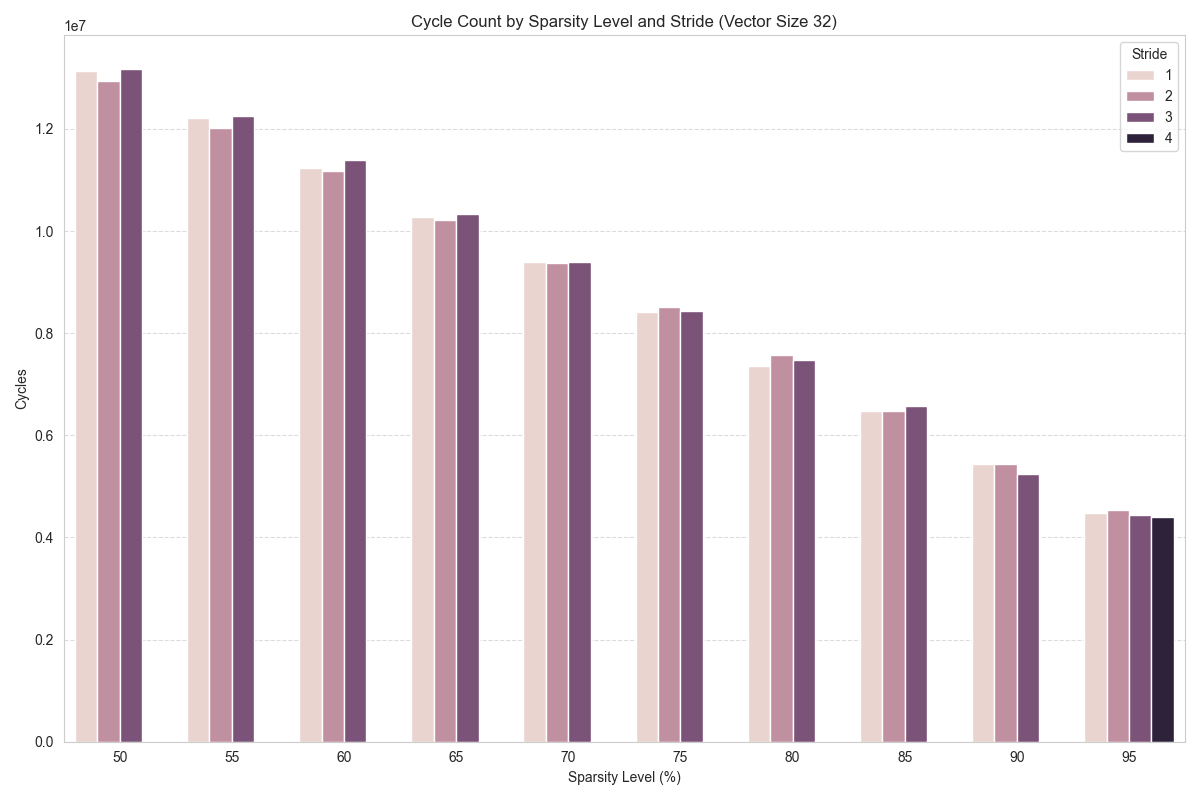 Cycle Count by Sparsity Level and Stride (Vector Size 32)
1e7
Stride
1
2
3
4
1.2
1.0
0.8
0.6
0.4
0.2
0.0
Cycles
50 55 60 65 70 75 80 85 90 95
Sparsity Level (%)